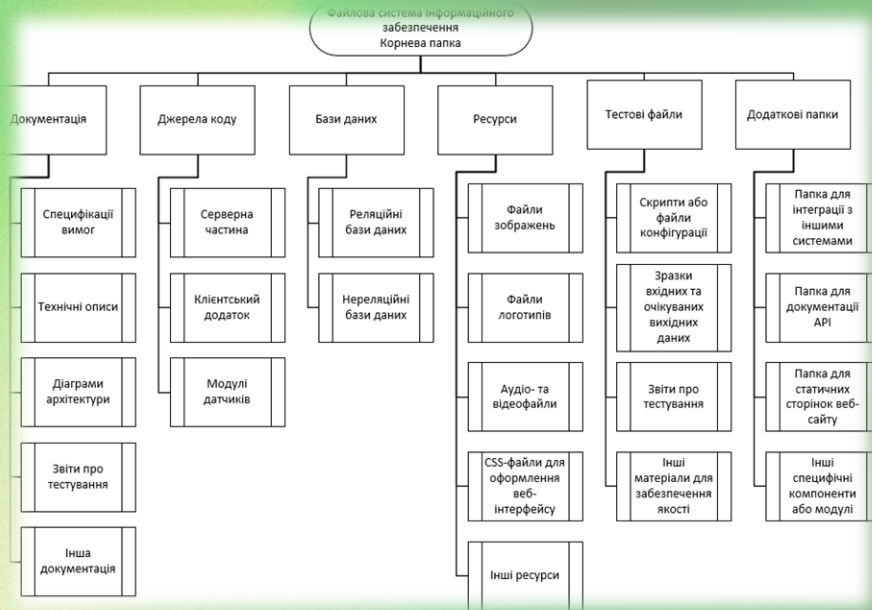 Файлова система інформаційного
забезпечення
Корнева папка
Документація
Джерела коду
Бази даних
Ресурси
Тестові файли
Додаткові папки
Специфікації
вимог
Технічні описи
Діаграми
архітектури
Звіти про
тестування
Інша
документація
Серверна
частина
Клієнтський
додаток
Модулі
датчиків
Реляційні
бази даних
Нереляційні
бази даних
Файли
зображень
Файли
логотипів
Аудіо- та
відеофайли
CSS-файли для
оформлення
веб-
інтерфейсу
Інші ресурси
Скрипти або
файли
конфігурації
Зразки
вхідних та
очікуваних
вихідних
даних
Звіти про
тестування
Інші
матеріали для
забезпечення
якості
Папка для
інтеграції з
іншими
системами
Папка для
документації
API
Папка для
статичних
сторінок веб-
сайту
Інші
специфічні
компоненти
або модулі